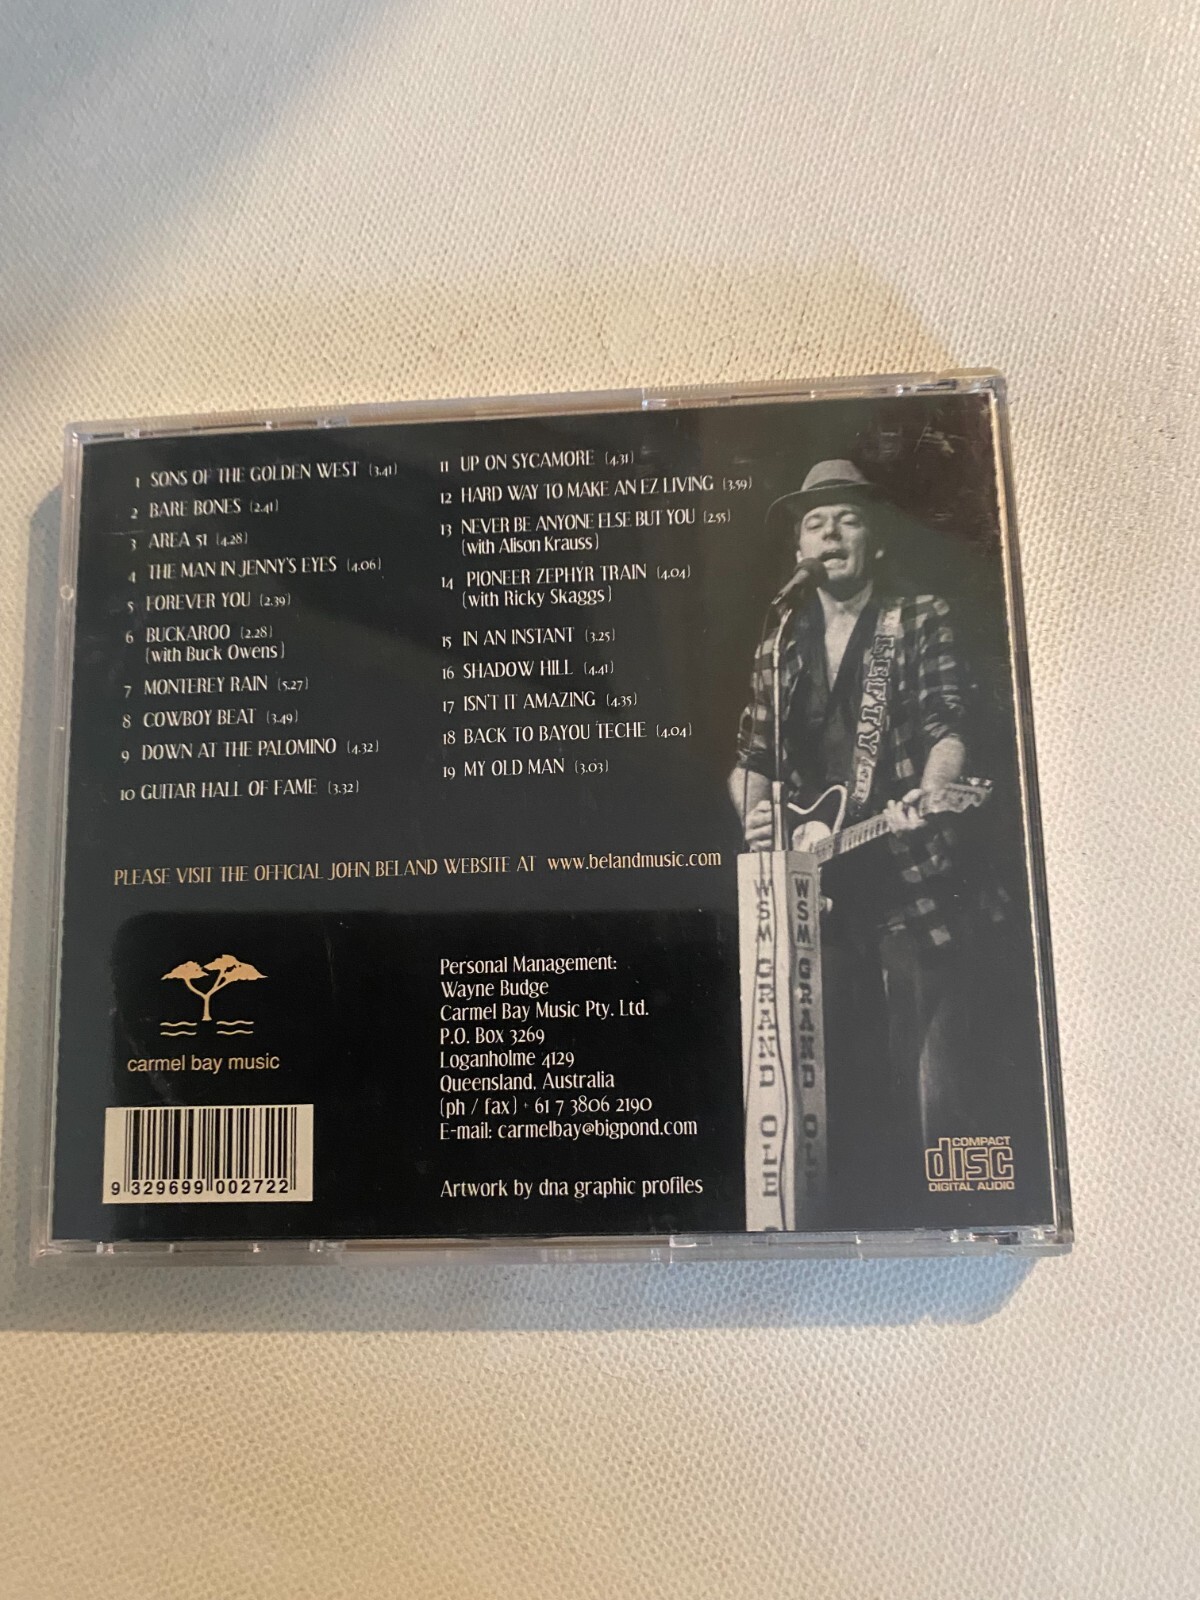 1 SONS OF THE GOLDEN WEST (3.41)
2 BARE BONES (2.41)
3 AREA 51 (4.28)
4 THE MAN IN JENNY'S EYES (4.06)
5 FOREVER YOU (2.39)
6 BUCKAROO (2.28)
(with Buck Owens)
7 MONTEREY RAIN (5.27)
8 COWBOY BEAT (3.49)
9 DOWN AT THE PALOMINO (4.32)
10 GUITAR HALL OF FAME (3.32)
11 UP ON SYCAMORE (4.31)
12 HARD WAY TO MAKE AN EZ LIVING (3.59)
13 NEVER BE ANYONE ELSE BUT YOU (2.55)
(with Alison Krauss)
14 PIONEER ZEPHYR TRAIN (4.04)
(with Ricky Skaggs)
15 IN AN INSTANT (3.25)
16 SHADOW HILL (4.41)
17 ISN'T IT AMAZING (4.35)
18 BACK TO BAYOU TECHE (4.04)
19 MY OLD MAN (3.03)
PLEASE VISIT THE OFFICIAL JOHN BELAND WEBSITE AT www.belandmusic.com
carmel bay music
9 329699 002722
Personal Management:
Wayne Budge
Carmel Bay Music Pty. Ltd.
P.O. Box 3269
Loganholme 4129
Queensland, Australia
(ph / fax) + 61 7 3806 2190
E-mail: carmelbay@bigpond.com
Artwork by dna graphic profiles
LEFTY
WSM GRAND OLE
WSM GRAND OLE
COMPACT
disc
DIGITAL AUDIO